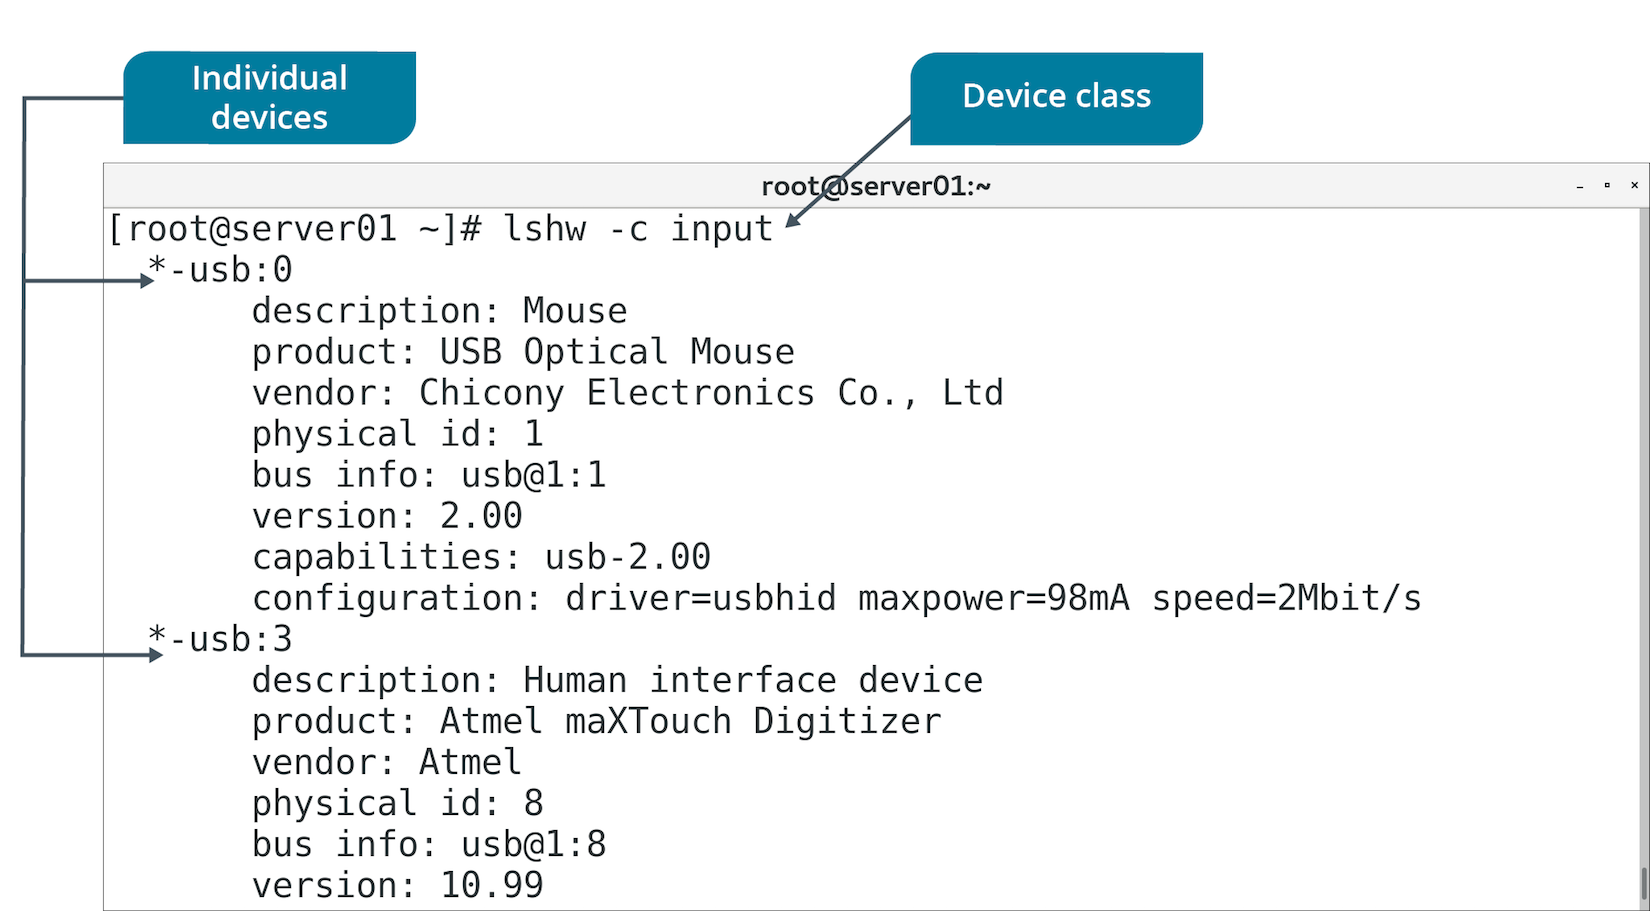 Individual
devices
Device class
root@server01:~
[root@server01 ~]# lshw -c input
*-usb:0
description: Mouse
product: USB Optical Mouse
vendor: Chicony Electronics Co., Ltd
physical id: 1
bus info: usb@1:1
version: 2.00
capabilities: usb-2.00
configuration: driver=usbhid maxpower=98mA speed=2Mbit/s
*-usb:3
description: Human interface device
product: Atmel maXTouch Digitizer
vendor: Atmel
physical id: 8
bus info: usb@1:8
version: 10.99